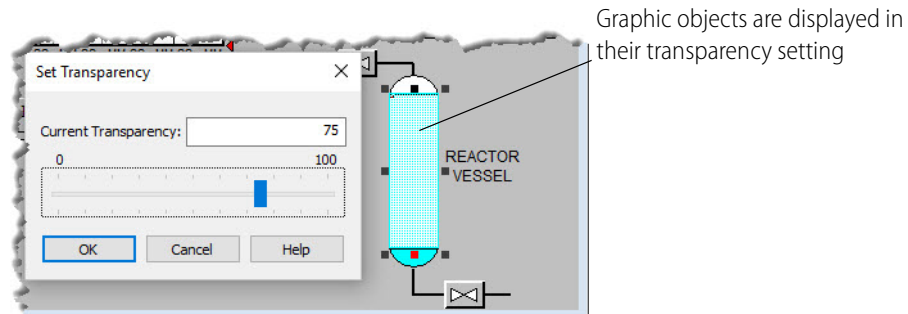 Graphic objects are displayed in
their transparency setting
Set Transparency
Current Transparency: 75
0 100
OK Cancel Help
REACTOR
VESSEL